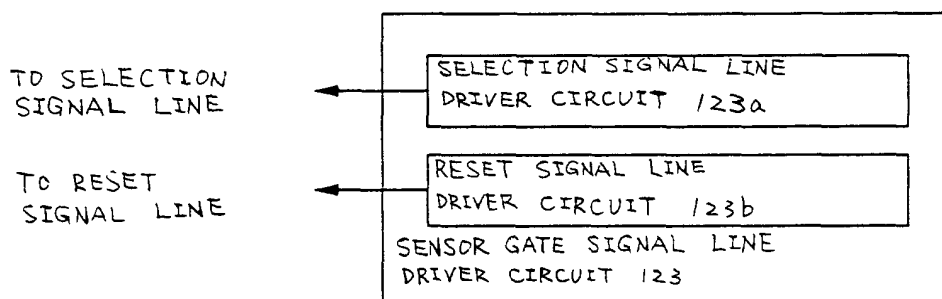 TO SELECTION
SIGNAL LINE
SELECTION SIGNAL LINE
DRIVER CIRCUIT 123a
TO RESET
SIGNAL LINE
RESET SIGNAL LINE
DRIVER CIRCUIT 123b
SENSOR GATE SIGNAL LINE
DRIVER CIRCUIT 123